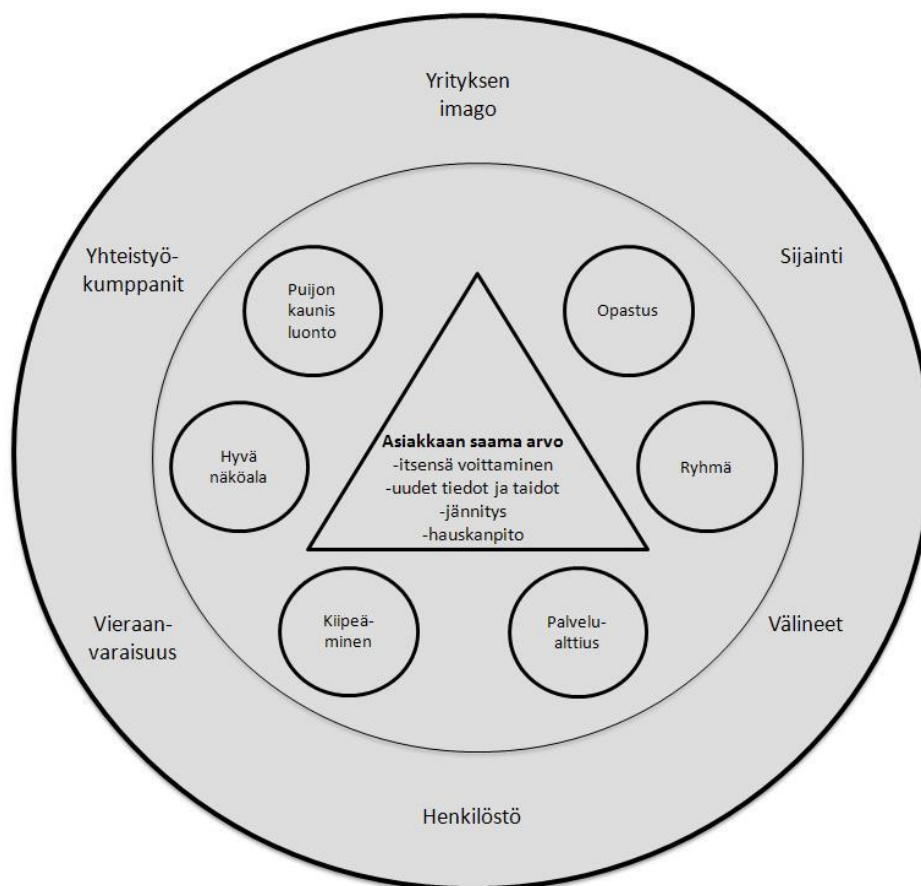 Yrityksen
imago
Yhteistyö-
kumppanit
Sijainti
Puijon
kaunis
luonto
Opastus
Asiakkaan saama arvo
-itsensä voittaminen
-uudet tiedot ja taidot
-jännitys
-hauskanpito
Hyvä
näköala
Ryhmä
Kiipeä-
minen
Palvelu-
alttius
Vieraan-
varaisuus
Välineet
Henkilöstö